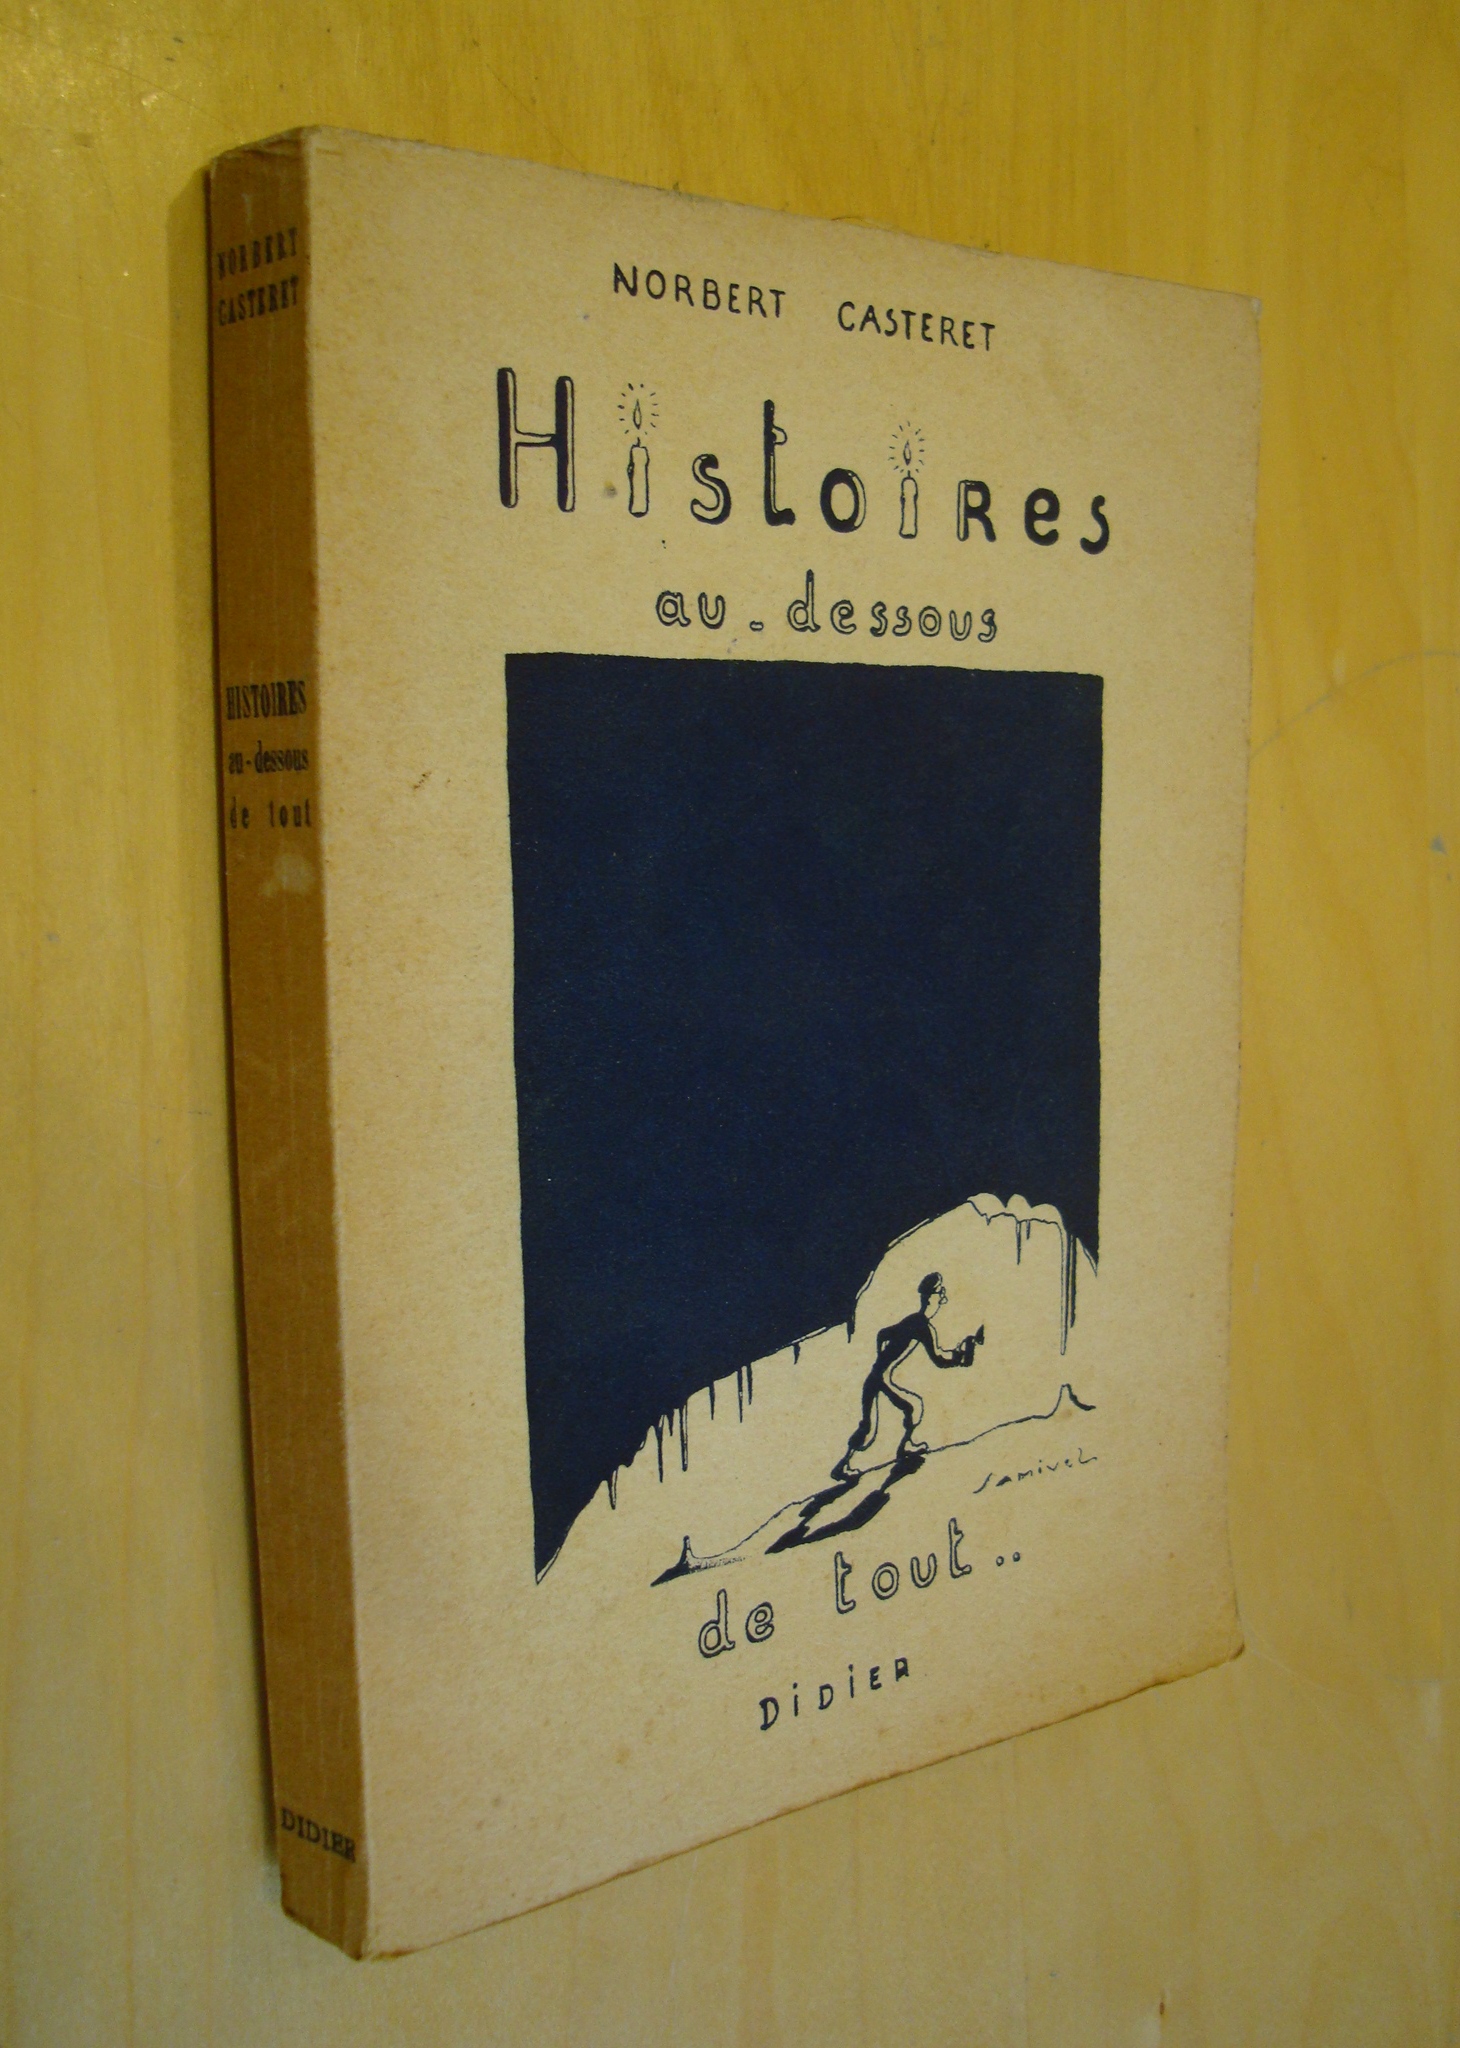 NORBERT
CASTERET
HISTOIRES
au-dessous
de tout
DIDIER
NORBERT CASTERET
Histoires
au-dessous
Samivel
de tout..
DIDIER